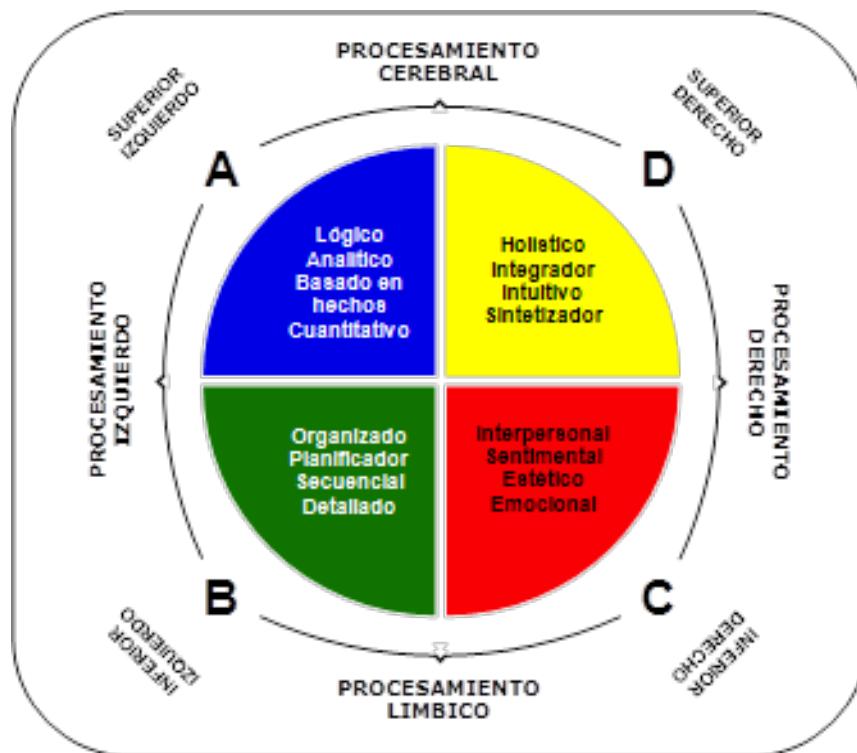 PROCESAMIENTO
CEREBRAL
SUPERIOR
IZQUIERDO
SUPERIOR
DERECHO
A
D
Lógico
Analítico
Basado en
hechos
Cuantitativo
Holístico
Integrador
Intuitivo
Sintetizador
PROCESAMIENTO
IZQUIERDO
PROCESAMIENTO
DERECHO
Organizado
Planificador
Secuencial
Detallado
Interpersonal
Sentimental
Estético
Emocional
B
C
INFERIOR
IZQUIERDO
INFERIOR
DERECHO
PROCESAMIENTO
LIMBICO